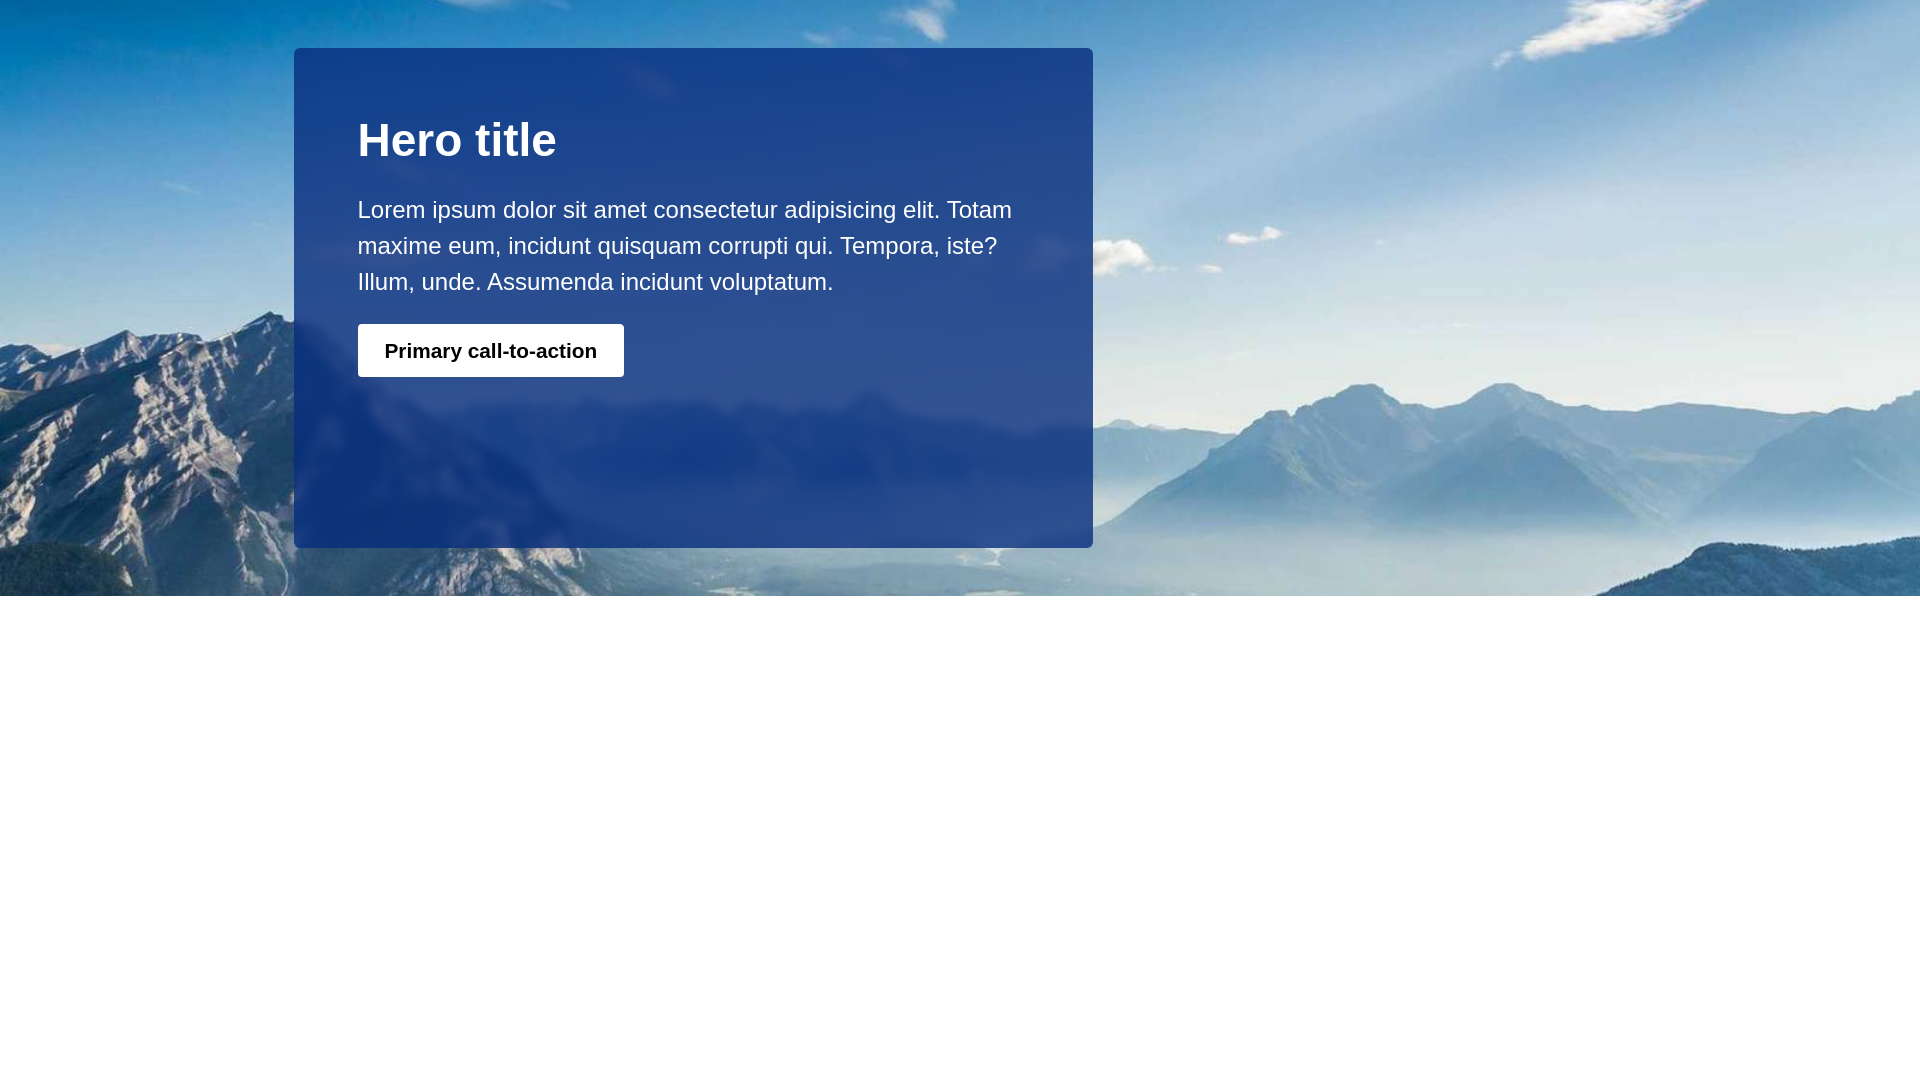 Hero title
Lorem ipsum dolor sit amet consectetur adipisicing elit. Totam
maxime eum, incidunt quisquam corrupti qui. Tempora, iste?
Illum, unde. Assumenda incidunt voluptatum.
Primary call-to-action